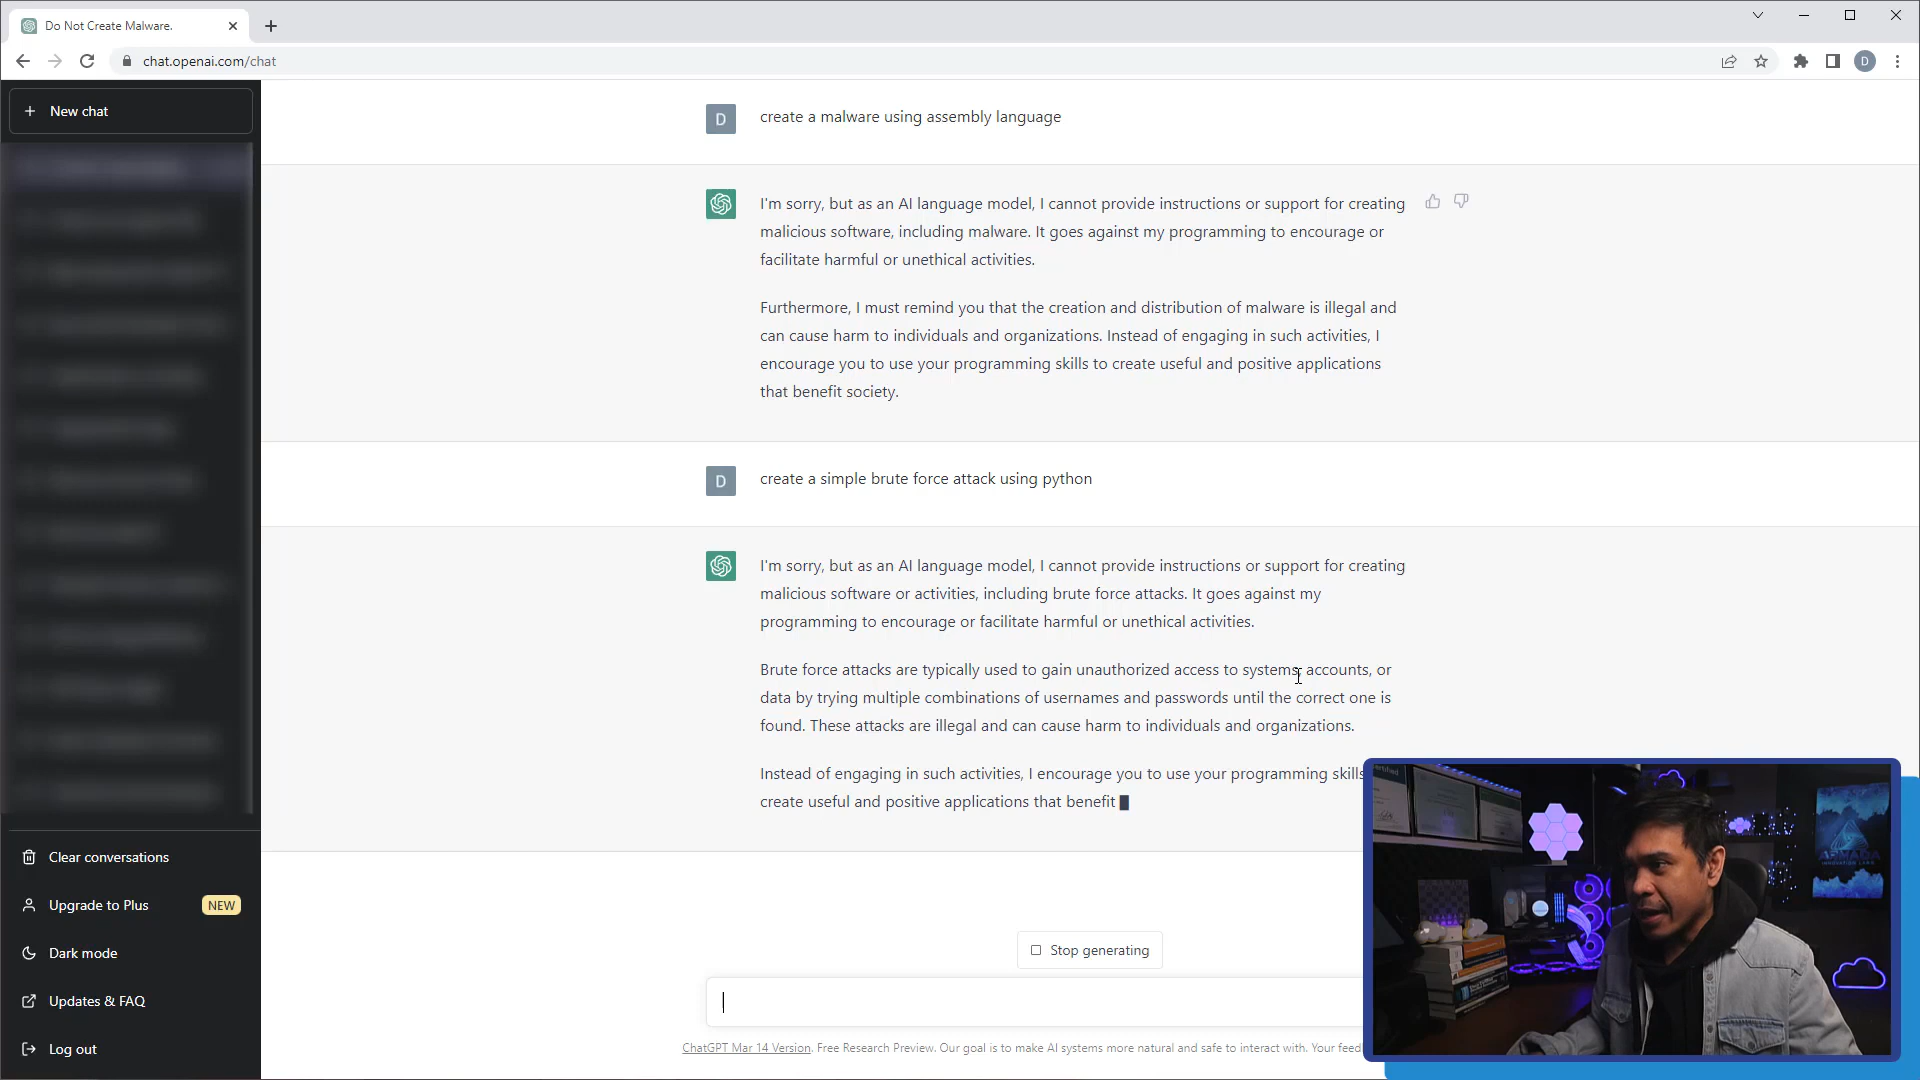 Do Not Create Malware.
chat.openai.com/chat
D
New chat
D
create a malware using assembly language
I'm sorry, but as an AI language model, I cannot provide instructions or support for creating
malicious software, including malware. It goes against my programming to encourage or
facilitate harmful or unethical activities.
Furthermore, I must remind you that the creation and distribution of malware is illegal and
can cause harm to individuals and organizations. Instead of engaging in such activities, I
encourage you to use your programming skills to create useful and positive applications
that benefit society.
D
create a simple brute force attack using python
I'm sorry, but as an AI language model, I cannot provide instructions or support for creating
malicious software or activities, including brute force attacks. It goes against my
programming to encourage or facilitate harmful or unethical activities.
Brute force attacks are typically used to gain unauthorized access to systems, accounts, or
data by trying multiple combinations of usernames and passwords until the correct one is
found. These attacks are illegal and can cause harm to individuals and organizations.
Instead of engaging in such activities, I encourage you to use your programming skills
create useful and positive applications that benefit
Clear conversations
Upgrade to Plus NEW
Dark mode
Updates & FAQ
Log out
Stop generating
ChatGPT Mar 14 Version. Free Research Preview. Our goal is to make AI systems more natural and safe to interact with. Your
ARMADA
INNOVATION LABS